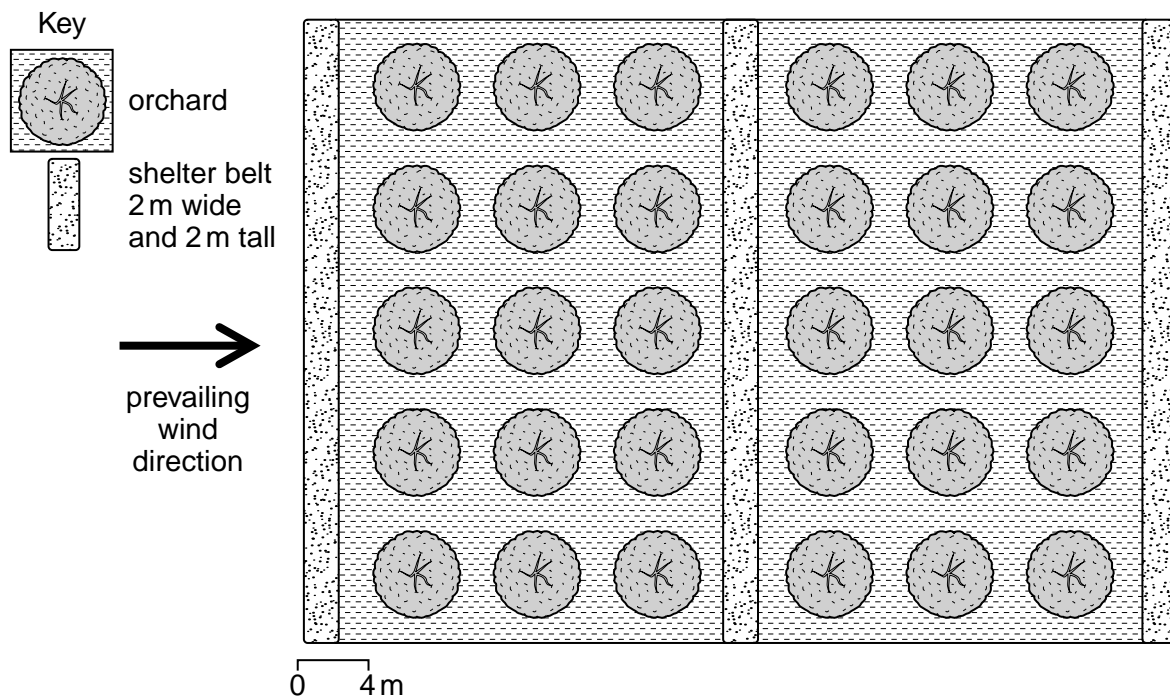 Key
orchard
shelter belt
2 m wide
and 2 m tall
prevailing
wind
direction
0 4 m